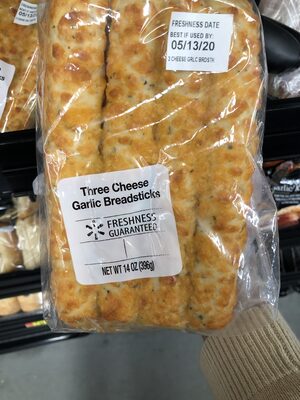 FRESHNESS DATE
BEST IF USED BY:
05/13/20
3 CHEESE GRLC BRDSTK
Three Cheese
Garlic Breadsticks
FRESHNESS
GUARANTEED
NET WT 14 OZ (396g)